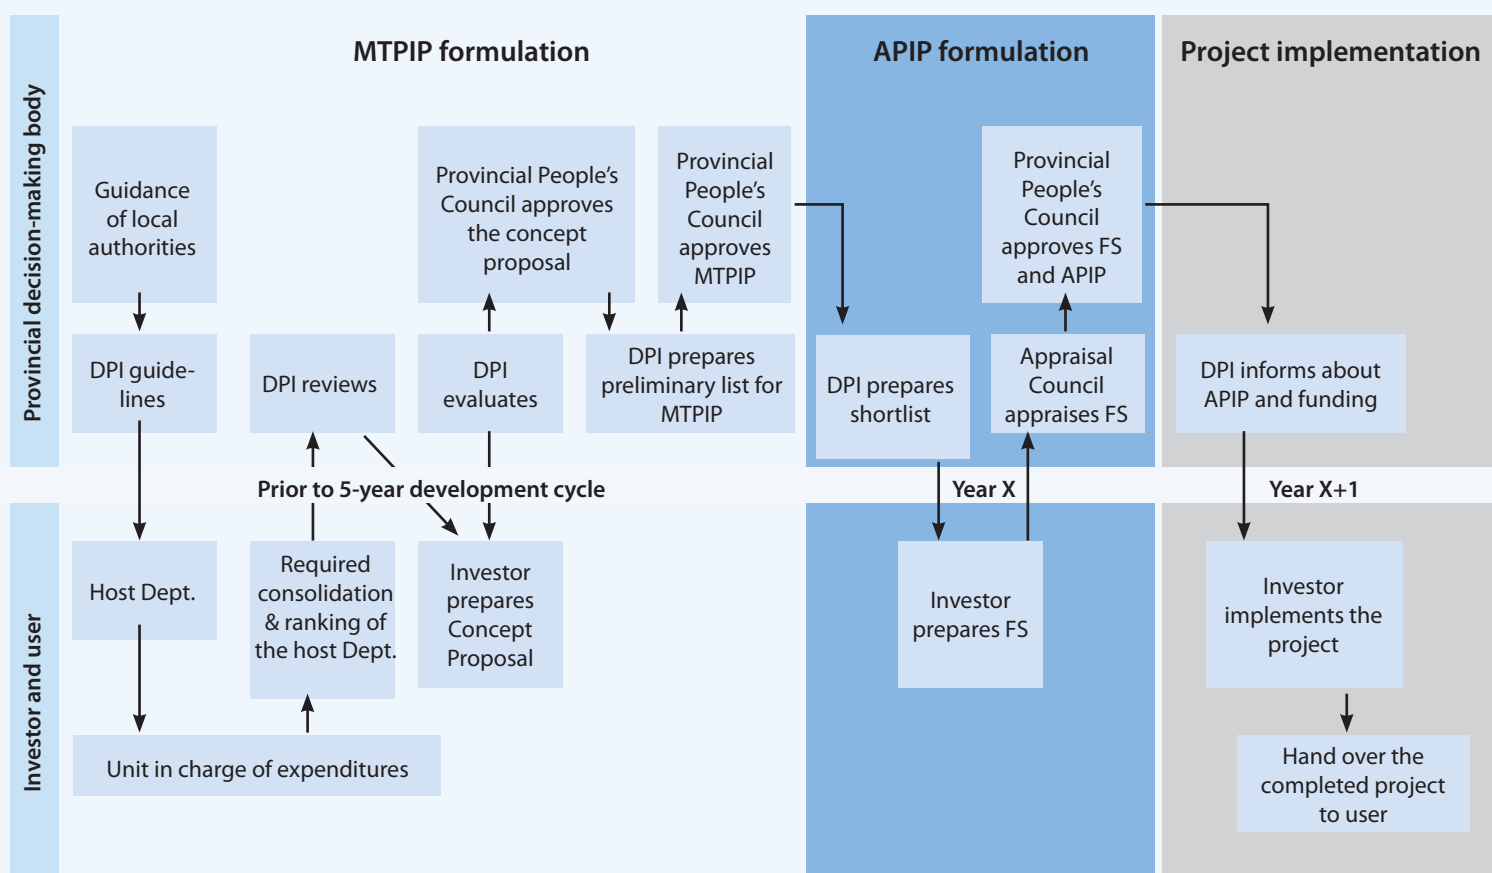 MTPIP formulation
APIP formulation
Project implementation
Provincial decision-making body
Guidance
of local
authorities
Provincial People’s
Council approves
the concept
proposal
Provincial
People’s
Council
approves
MTPIP
Provincial
People’s
Council
approves FS
and APIP
DPI guide-
lines
DPI reviews
DPI
evaluates
DPI prepares
preliminary list for
MTPIP
DPI prepares
shortlist
Appraisal
Council
appraises FS
DPI informs about
APIP and funding
Prior to 5-year development cycle
Year X
Year X+1
Investor and user
Host Dept.
Required
consolidation
& ranking of
the host Dept.
Investor
prepares
Concept
Proposal
Investor
prepares FS
Investor
implements the
project
Unit in charge of expenditures
Hand over the
completed project
to user